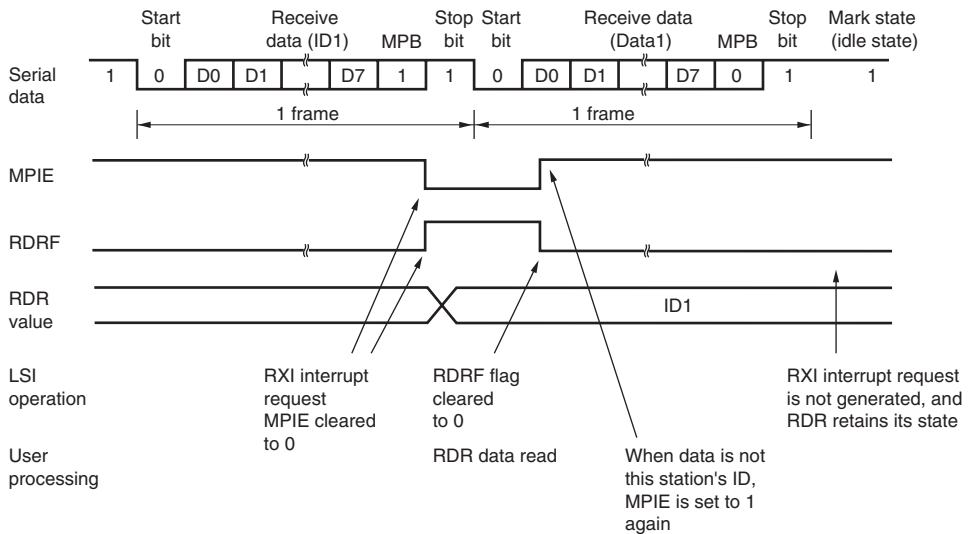 Start Receive Stop Start Receive data Stop Mark state
bit data (ID1) MPB bit bit (Data1) MPB bit (idle state)
Serial data 1 0 D0 D1 D7 1 1 0 D0 D1 D7 0 1 1
1 frame 1 frame
MPIE
RDRF
RDR
value
ID1
LSI
operation
RXI interrupt
request
MPIE cleared
to 0
RDRF flag
cleared
to 0
RXI interrupt request
is not generated, and
RDR retains its state
User
processing
RDR data read
When data is not
this station's ID,
MPIE is set to 1
again